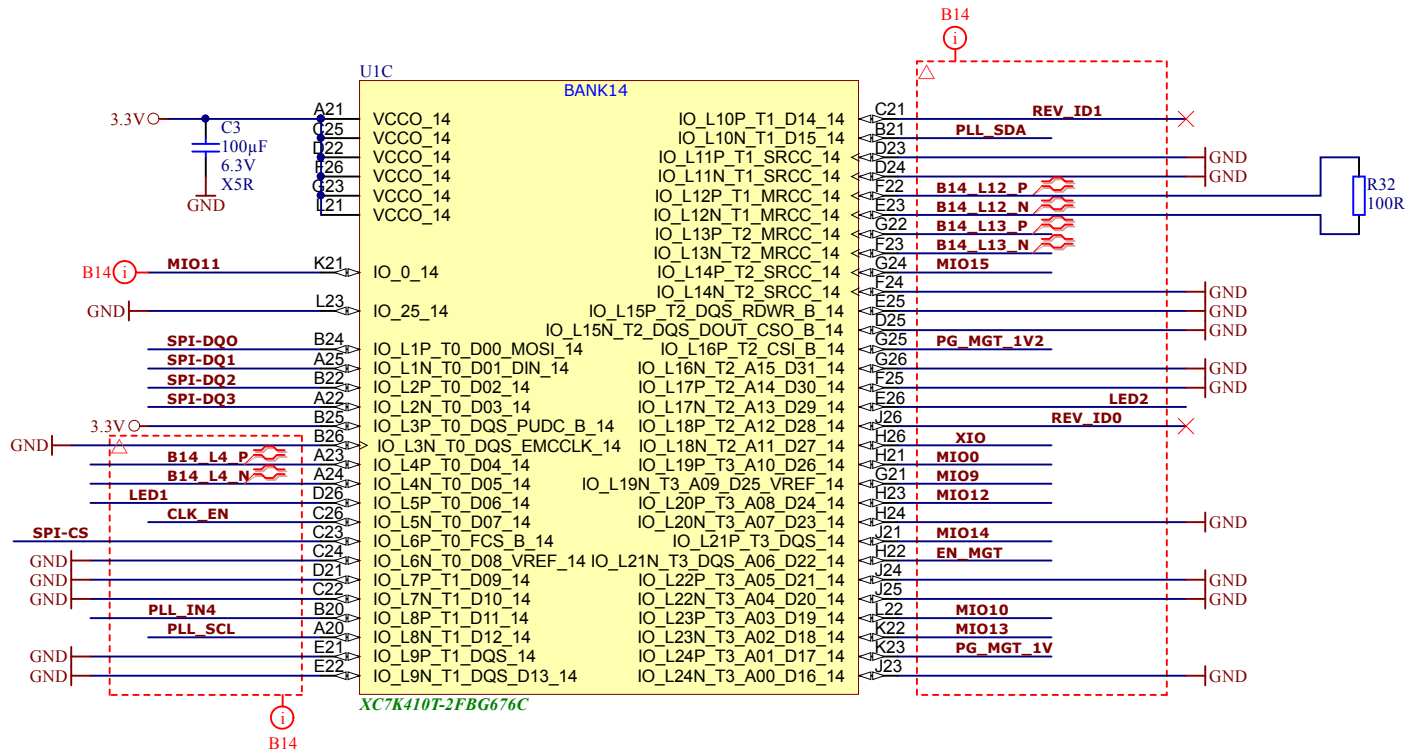 B14
U1C
BANK14
3.3V
C3
100µF
6.3V
X5R
GND
A21 VCCO_14
C25 VCCO_14
D22 VCCO_14
F26 VCCO_14
G23 VCCO_14
L21 VCCO_14
B14 MIO11 K21 IO_0_14
GND L23 IO_25_14
SPI-DQ0 B24 IO_L1P_T0_D00_MOSI_14
SPI-DQ1 A25 IO_L1N_T0_D01_DIN_14
SPI-DQ2 B22 IO_L2P_T0_D02_14
SPI-DQ3 A22 IO_L2N_T0_D03_14
3.3V B25 IO_L3P_T0_DQS_PUDC_B_14
GND B26 IO_L3N_T0_DQS_EMCCLK_14
B14_L4_P A23 IO_L4P_T0_D04_14
B14_L4_N A24 IO_L4N_T0_D05_14
LED1 D26 IO_L5P_T0_D06_14
CLK_EN C26 IO_L5N_T0_D07_14
SPI-CS C23 IO_L6P_T0_FCS_B_14
GND C24 IO_L6N_T0_D08_VREF_14
GND D21 IO_L7P_T1_D09_14
GND C22 IO_L7N_T1_D10_14
PLL_IN4 B20 IO_L8P_T1_D11_14
PLL_SCL A20 IO_L8N_T1_D12_14
GND E21 IO_L9P_T1_DQS_14
GND E22 IO_L9N_T1_DQS_D13_14
IO_L10P_T1_D14_14 C21 REV_ID1
IO_L10N_T1_D15_14 B21 PLL_SDA
IO_L11P_T1_SRCC_14 D23 GND
IO_L11N_T1_SRCC_14 D24 GND
IO_L12P_T1_MRCC_14 F22 B14_L12_P
IO_L12N_T1_MRCC_14 E23 B14_L12_N
R32
100R
IO_L13P_T2_MRCC_14 G22 B14_L13_P
IO_L13N_T2_MRCC_14 F23 B14_L13_N
IO_L14P_T2_SRCC_14 G24 MIO15
IO_L14N_T2_SRCC_14 F24 GND
IO_L15P_T2_DQS_RDWR_B_14 E25 GND
IO_L15N_T2_DQS_DOUT_CSO_B_14 D25 GND
IO_L16P_T2_CSI_B_14 G25 PG_MGT_1V2
IO_L16N_T2_A15_D31_14 G26 GND
IO_L17P_T2_A14_D30_14 F25 GND
IO_L17N_T2_A13_D29_14 E26 LED2
IO_L18P_T2_A12_D28_14 J26 REV_ID0
IO_L18N_T2_A11_D27_14 H26 XIO
IO_L19P_T3_A10_D26_14 H21 MIO0
IO_L19N_T3_A09_D25_VREF_14 G21 MIO9
IO_L20P_T3_A08_D24_14 H23 MIO12
IO_L20N_T3_A07_D23_14 H24 GND
IO_L21P_T3_DQS_14 J21 MIO14
IO_L21N_T3_DQS_A06_D22_14 H22 EN_MGT
IO_L22P_T3_A05_D21_14 J24 GND
IO_L22N_T3_A04_D20_14 J25 GND
IO_L23P_T3_A03_D19_14 L22 MIO10
IO_L23N_T3_A02_D18_14 K22 MIO13
IO_L24P_T3_A01_D17_14 K23 PG_MGT_1V
IO_L24N_T3_A00_D16_14 J23 GND
XC7K410T-2FBG676C
B14